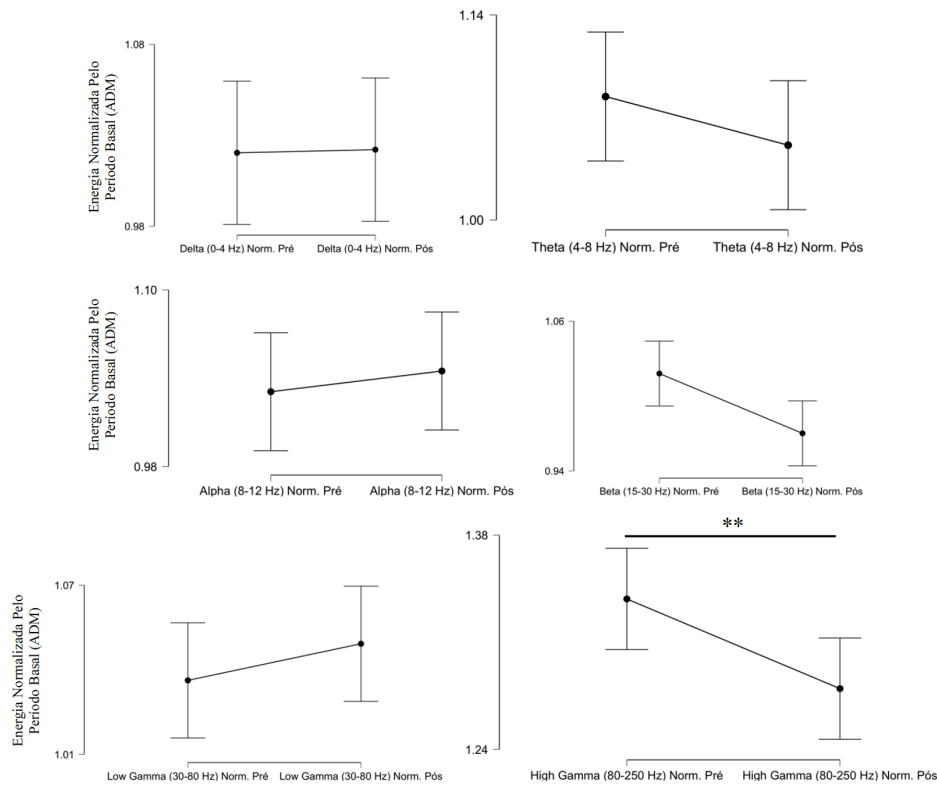 Energia Normalizada Pelo
Período Basal (ADM)
1.08
0.98
Delta (0-4 Hz) Norm. Pré
Delta (0-4 Hz) Norm. Pós
1.14
1.00
Theta (4-8 Hz) Norm. Pré
Theta (4-8 Hz) Norm. Pós
Energia Normalizada Pelo
Período Basal (ADM)
1.10
0.98
Alpha (8-12 Hz) Norm. Pré
Alpha (8-12 Hz) Norm. Pós
1.06
0.94
Beta (15-30 Hz) Norm. Pré
Beta (15-30 Hz) Norm. Pós
Energia Normalizada Pelo
Período Basal (ADM)
1.07
1.01
Low Gamma (30-80 Hz) Norm. Pré
Low Gamma (30-80 Hz) Norm. Pós
1.38
**
1.24
High Gamma (80-250 Hz) Norm. Pré
High Gamma (80-250 Hz) Norm. Pós